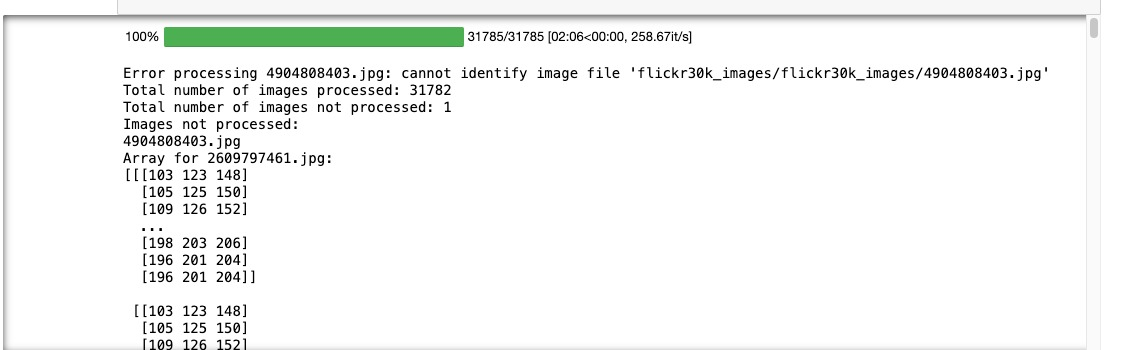 100% 31785/31785 [02:06<00:00, 258.67it/s]
Error processing 4904808403.jpg: cannot identify image file 'flickr30k_images/flickr30k_images/4904808403.jpg'
Total number of images processed: 31782
Total number of images not processed: 1
Images not processed:
4904808403.jpg
Array for 2609797461.jpg:
[[[103 123 148]
[105 125 150]
[109 126 152]
...
[198 203 206]
[196 201 204]
[196 201 204]]
[[103 123 148]
[105 125 150]
[109 126 152]